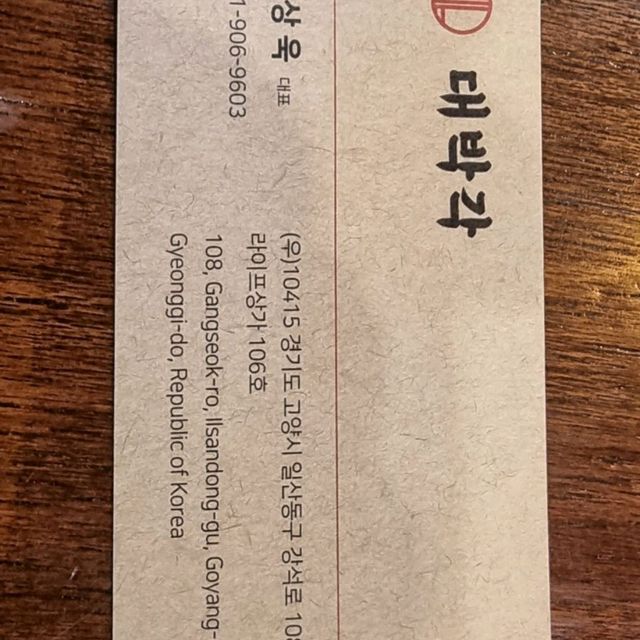 대박각
상욱 대표
1-906-9603
(우)10415 경기도 고양시 일산동구 강석로 10
라이프상가 106호
108, Gangseok-ro, Ilsandong-gu, Goyang-
Gyeonggi-do, Republic of Korea